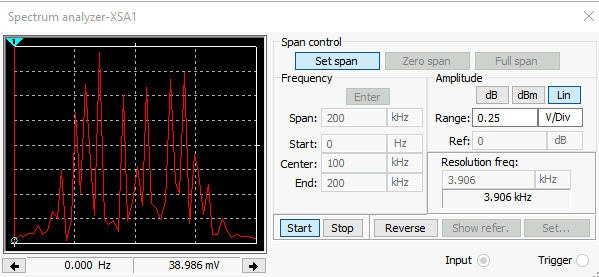 Spectrum analyzer-XSA1
1
Span control
Set span Zero span Full span
Frequency
Enter
Span: 200 kHz
Start: 0 Hz
Center: 100 kHz
End: 200 kHz
Amplitude
dB dBm Lin
Range: 0.25 V/Div
Ref: 0 dB
Resolution freq:
3.906 kHz
3.906 kHz
Start Stop Reverse Show refer. Set...
0.000 Hz 38.986 mV
Input Trigger